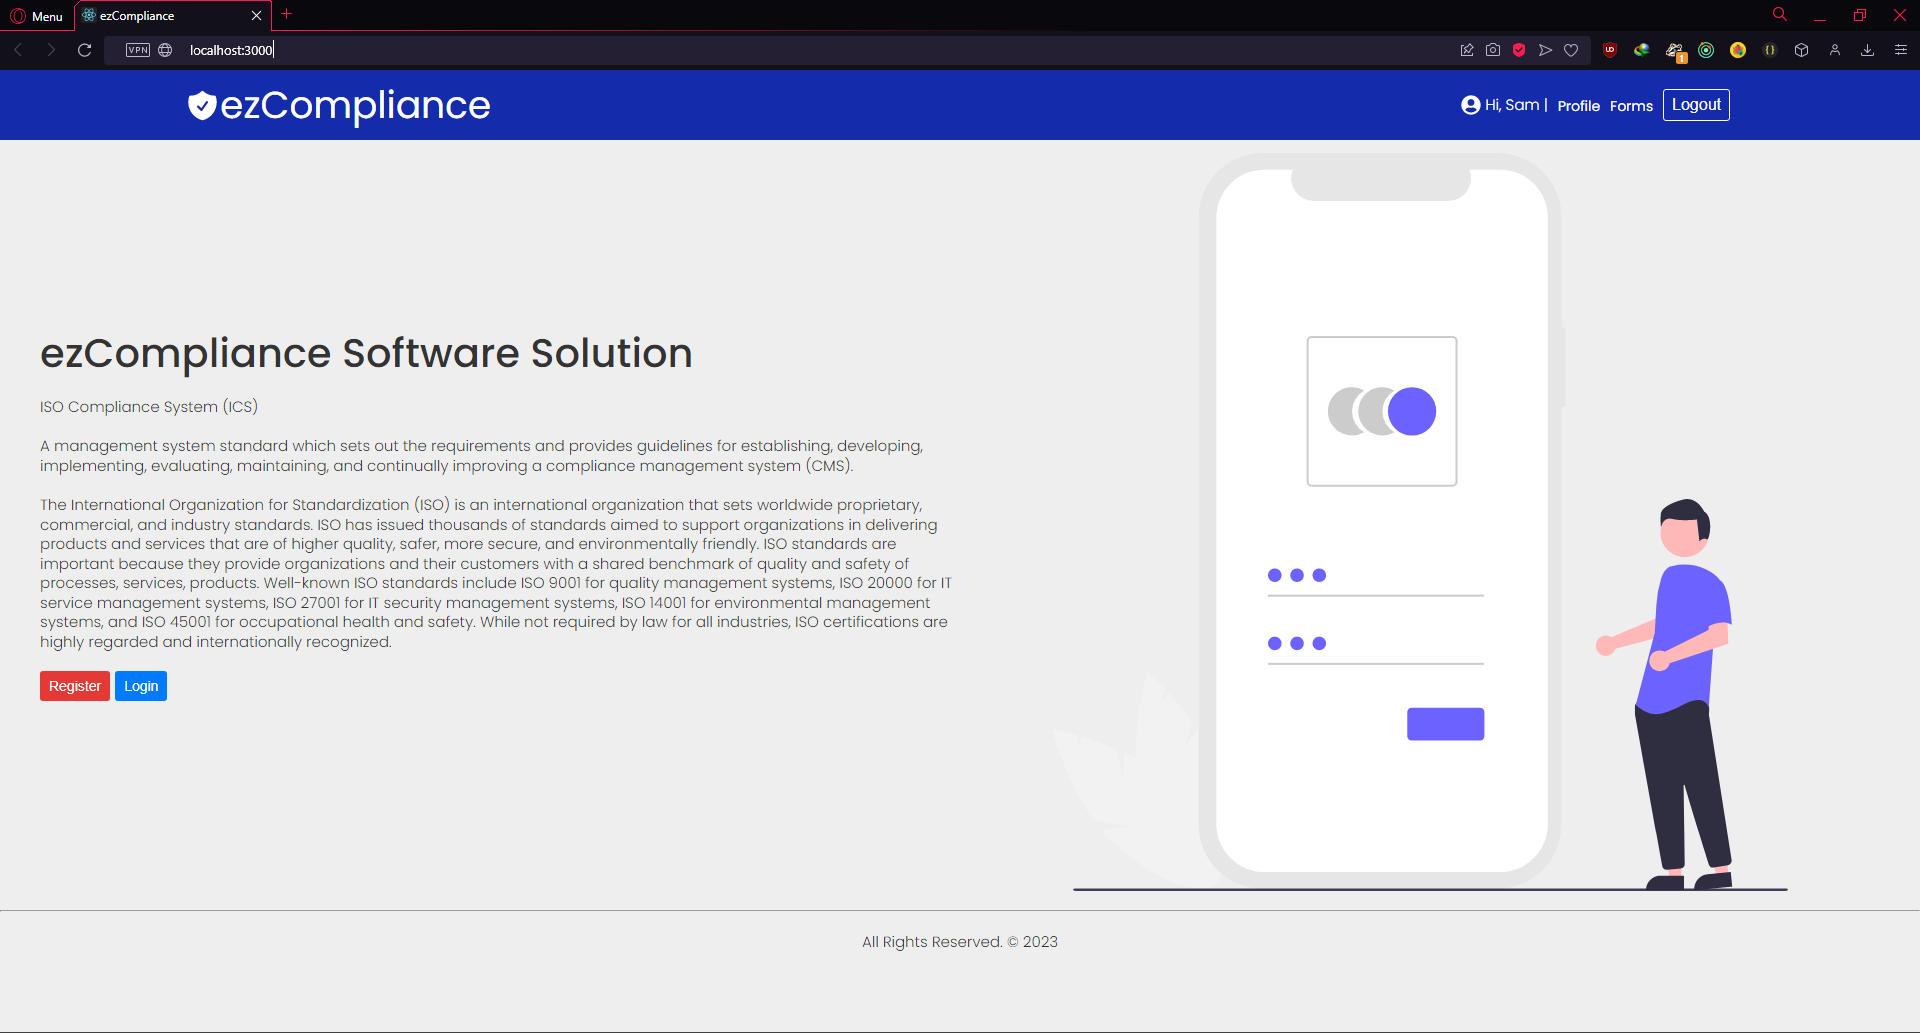 Menu
ezCompliance
VPN
localhost:3000
UD
1
ezCompliance
Hi, Sam | Profile Forms Logout
ezCompliance Software Solution
ISO Compliance System (ICS)
A management system standard which sets out the requirements and provides guidelines for establishing, developing,
implementing, evaluating, maintaining, and continually improving a compliance management system (CMS).
The International Organization for Standardization (ISO) is an international organization that sets worldwide proprietary,
commercial, and industry standards. ISO has issued thousands of standards aimed to support organizations in delivering
products and services that are of higher quality, safer, more secure, and environmentally friendly. ISO standards are
important because they provide organizations and their customers with a shared benchmark of quality and safety of
processes, services, products. Well-known ISO standards include ISO 9001 for quality management systems, ISO 20000 for IT
service management systems, ISO 27001 for IT security management systems, ISO 14001 for environmental management
systems, and ISO 45001 for occupational health and safety. While not required by law for all industries, ISO certifications are
highly regarded and internationally recognized.
Register Login
All Rights Reserved. © 2023